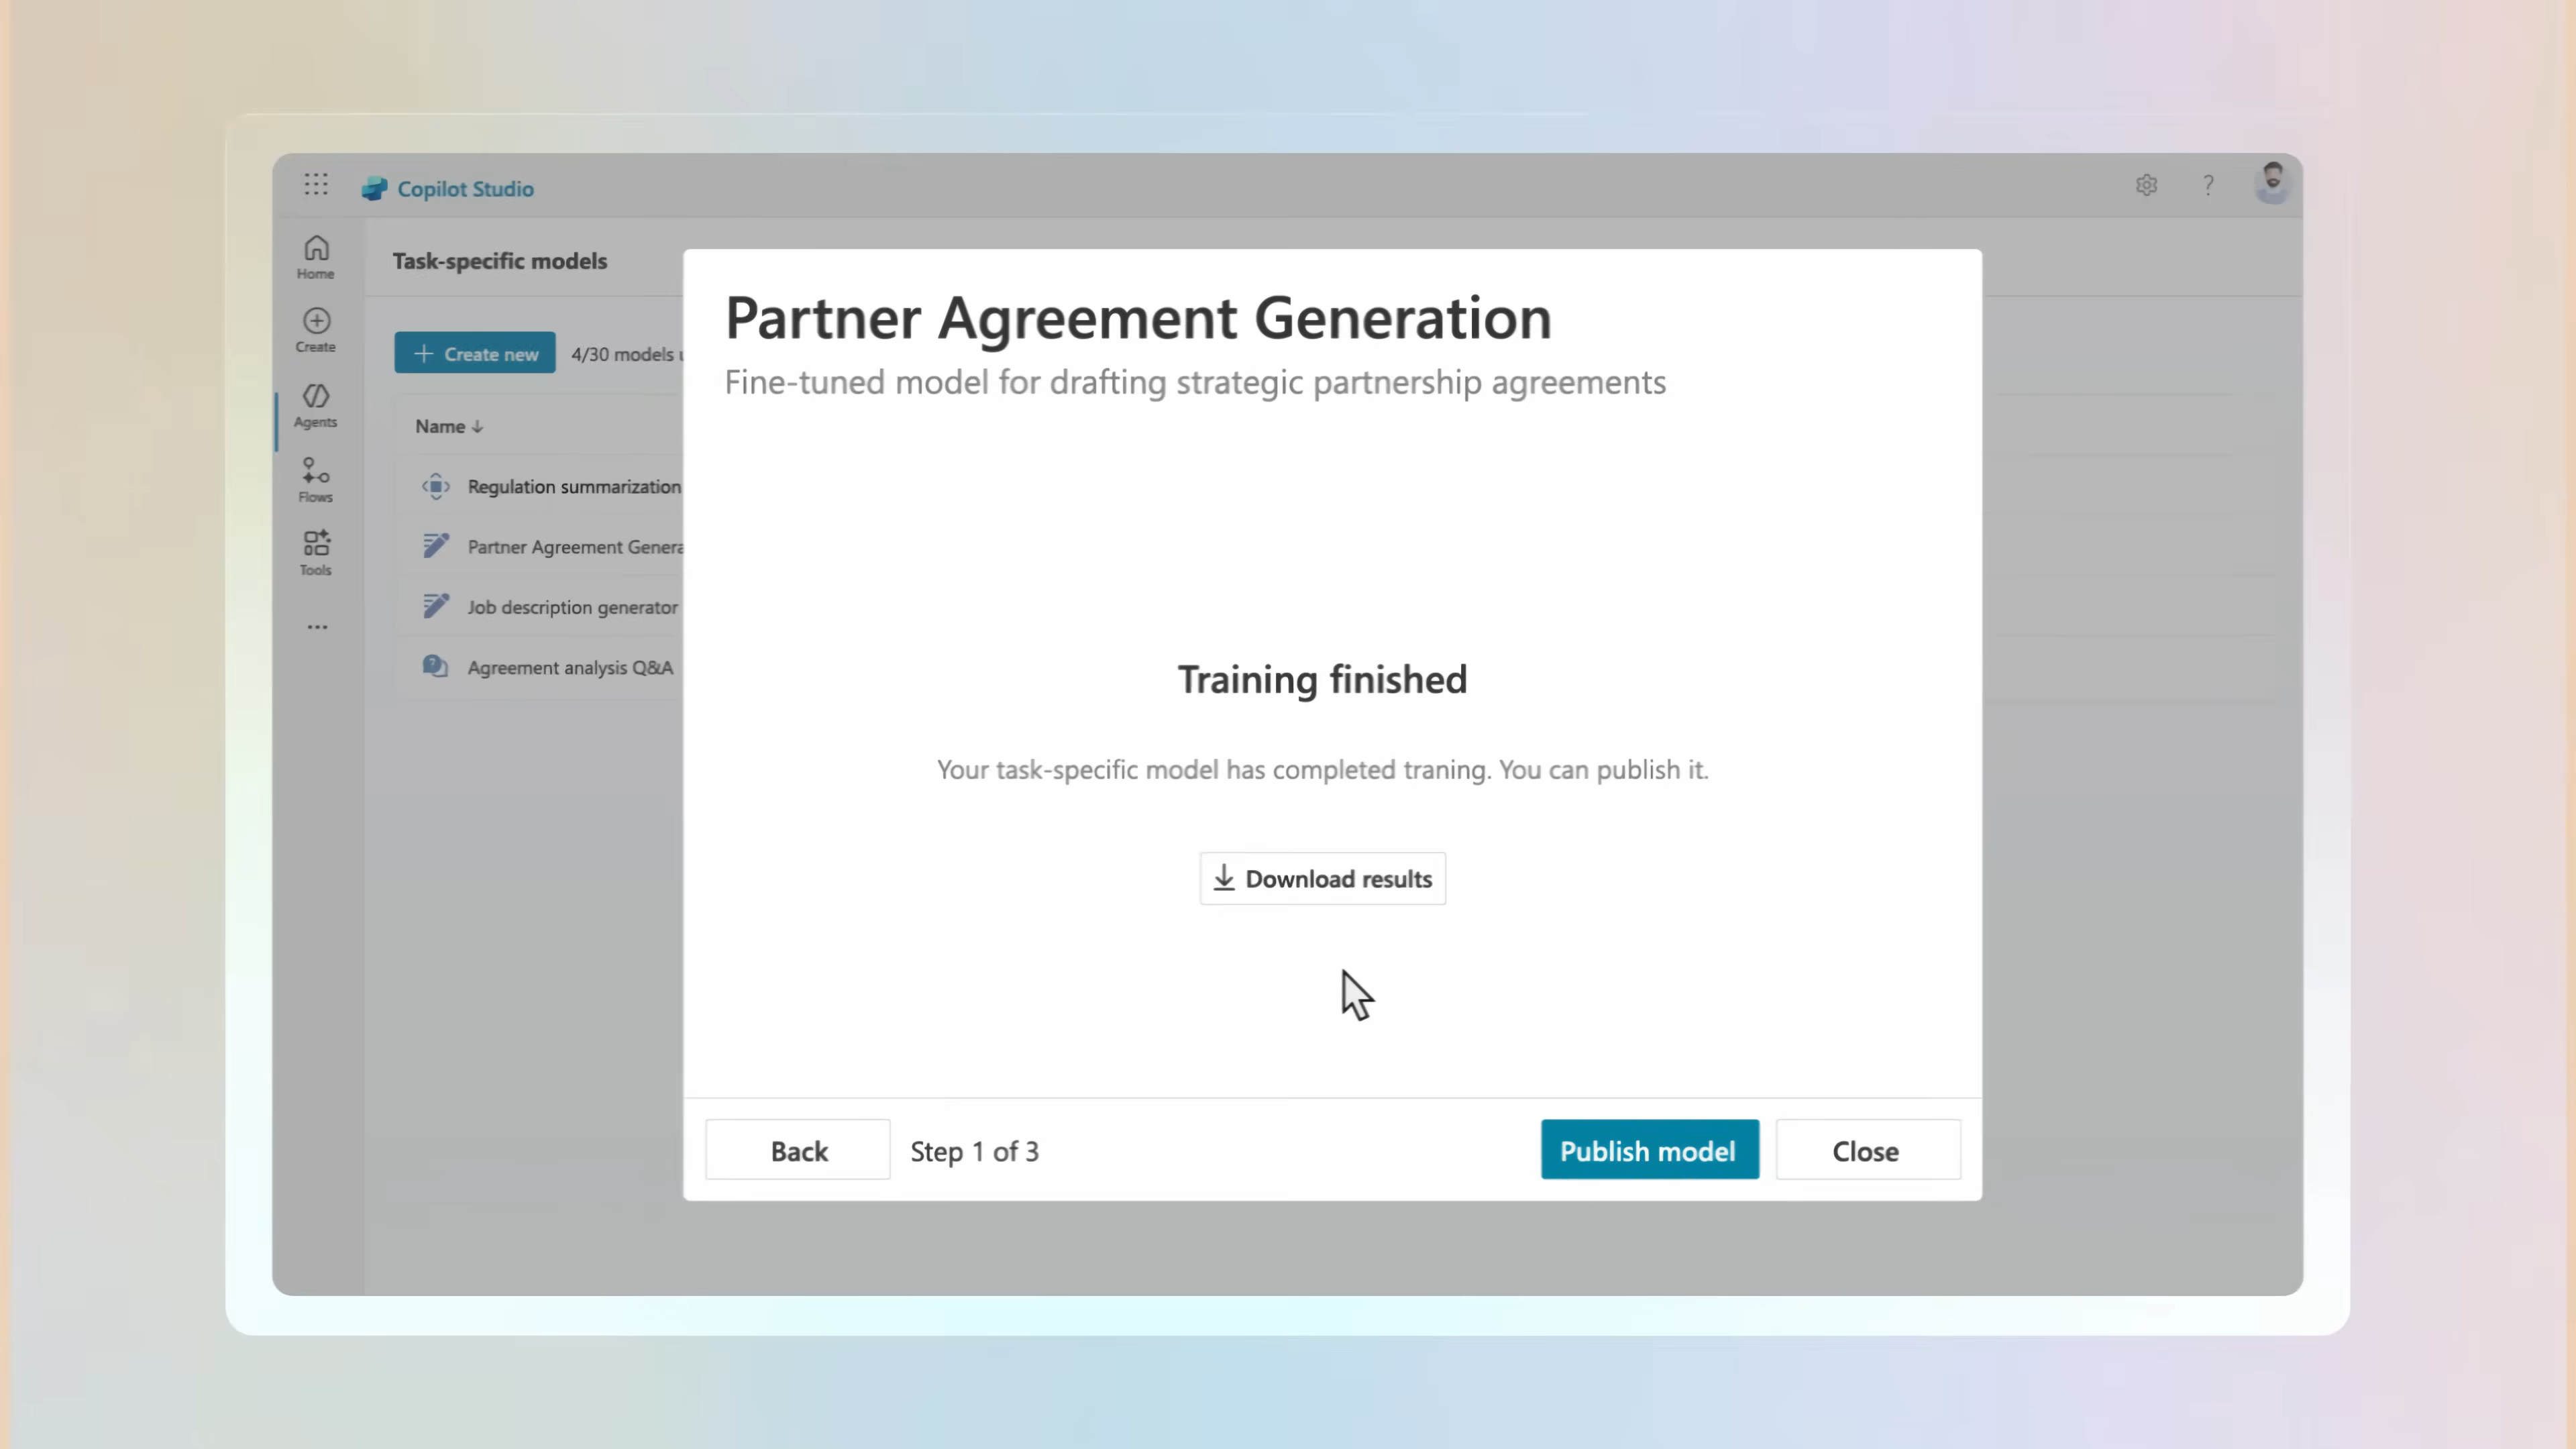 Copilot Studio
?
Home
Create
Agents
Flows
Tools
Task-specific models
Create new
4/30 models
Name
Regulation summarization
Partner Agreement Genera
Job description generator
Agreement analysis Q&A
Partner Agreement Generation
Fine-tuned model for drafting strategic partnership agreements
Training finished
Your task-specific model has completed traning. You can publish it.
Download results
Back
Step 1 of 3
Publish model
Close